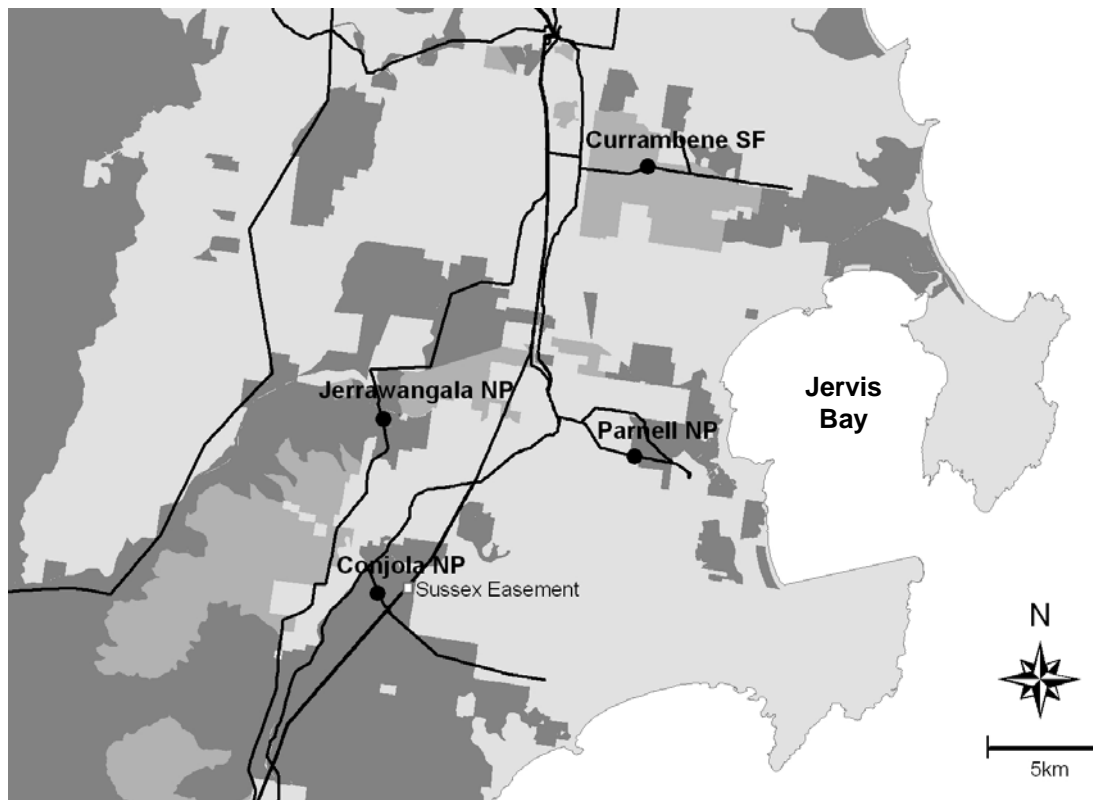 Currambene SF
Jerrawangala NP
Jervis
Bay
Parnell NP
Conjola NP
Sussex Easement
N
5km